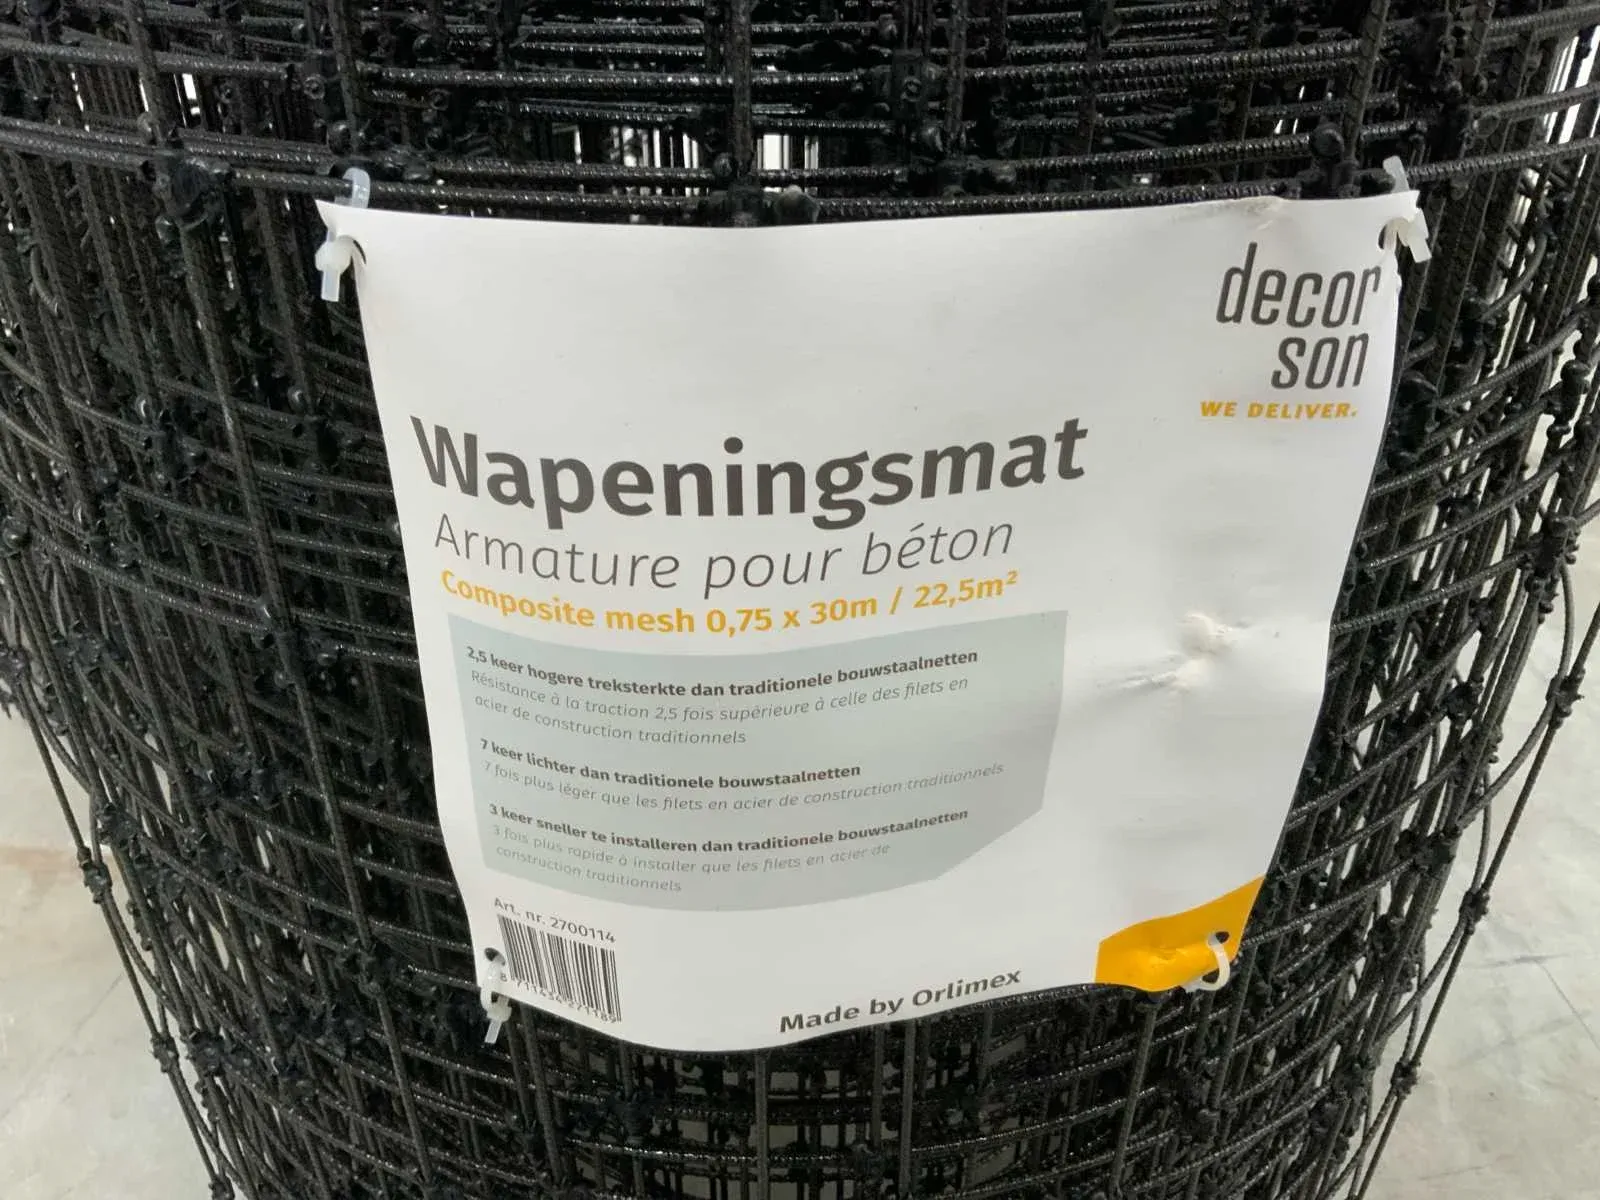 decor
son
WE DELIVER.
Wapeningsmat
Armature pour béton
Composite mesh 0,75 x 30m / 22,5m²
2,5 keer hogere treksterkte dan traditionele bouwstaalnetten
Résistance à la traction 2,5 fois supérieure à celle des filets en
acier de construction traditionnels
7 keer lichter dan traditionele bouwstaalnetten
7 fois plus léger que les filets en acier de construction traditionnels
3 keer sneller te installeren dan traditionele bouwstaalnetten
3 fois plus rapide à installer que les filets en acier de
construction traditionnels
Art. nr. 2700114
8 711434 271189
Made by Orlimex